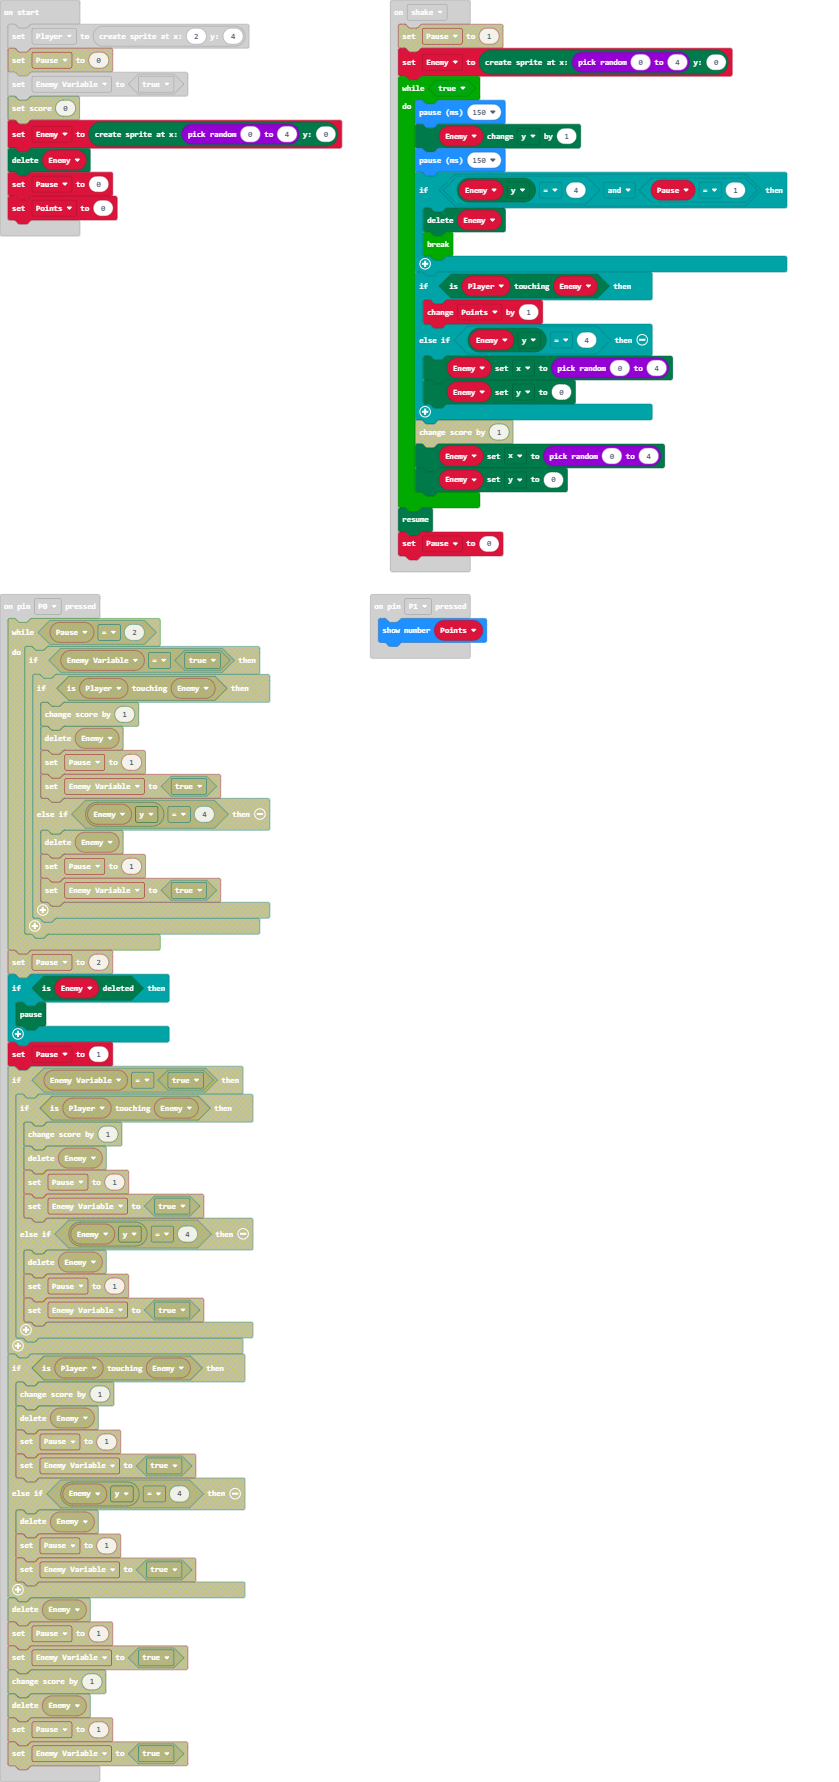 on start
set Player to create sprite at x: 2 y: 4
set Pause to 0
set Enemy Variable to true
set score 0
set Enemy to create sprite at x: pick random 0 to 4 y: 0
delete Enemy
set Pause to 0
set Points to 0
on shake
set Pause to 1
set Enemy to create sprite at x: pick random 0 to 4 y: 0
while true
do
pause (ms) 150
Enemy change y by 1
pause (ms) 150
if Enemy y = 4 and Pause = 1 then
delete Enemy
break
if is Player touching Enemy then
change Points by 1
else if Enemy y = 4 then
Enemy set x to pick random 0 to 4
Enemy set y to 0
change score by 1
Enemy set x to pick random 0 to 4
Enemy set y to 0
resume
set Pause to 0
on pin P0 pressed
while Pause = 2
do
if Enemy Variable = true then
if is Player touching Enemy then
change score by 1
delete Enemy
set Pause to 1
set Enemy Variable to true
else if Enemy y = 4 then
delete Enemy
set Pause to 1
set Enemy Variable to true
set Pause to 2
if is Enemy deleted then
pause
set Pause to 1
if Enemy Variable = true then
if is Player touching Enemy then
change score by 1
delete Enemy
set Pause to 1
set Enemy Variable to true
else if Enemy y = 4 then
delete Enemy
set Pause to 1
set Enemy Variable to true
if is Player touching Enemy then
change score by 1
delete Enemy
set Pause to 1
set Enemy Variable to true
else if Enemy y = 4 then
delete Enemy
set Pause to 1
set Enemy Variable to true
delete Enemy
set Pause to 1
set Enemy Variable to true
change score by 1
delete Enemy
set Pause to 1
set Enemy Variable to true
on pin P1 pressed
show number Points